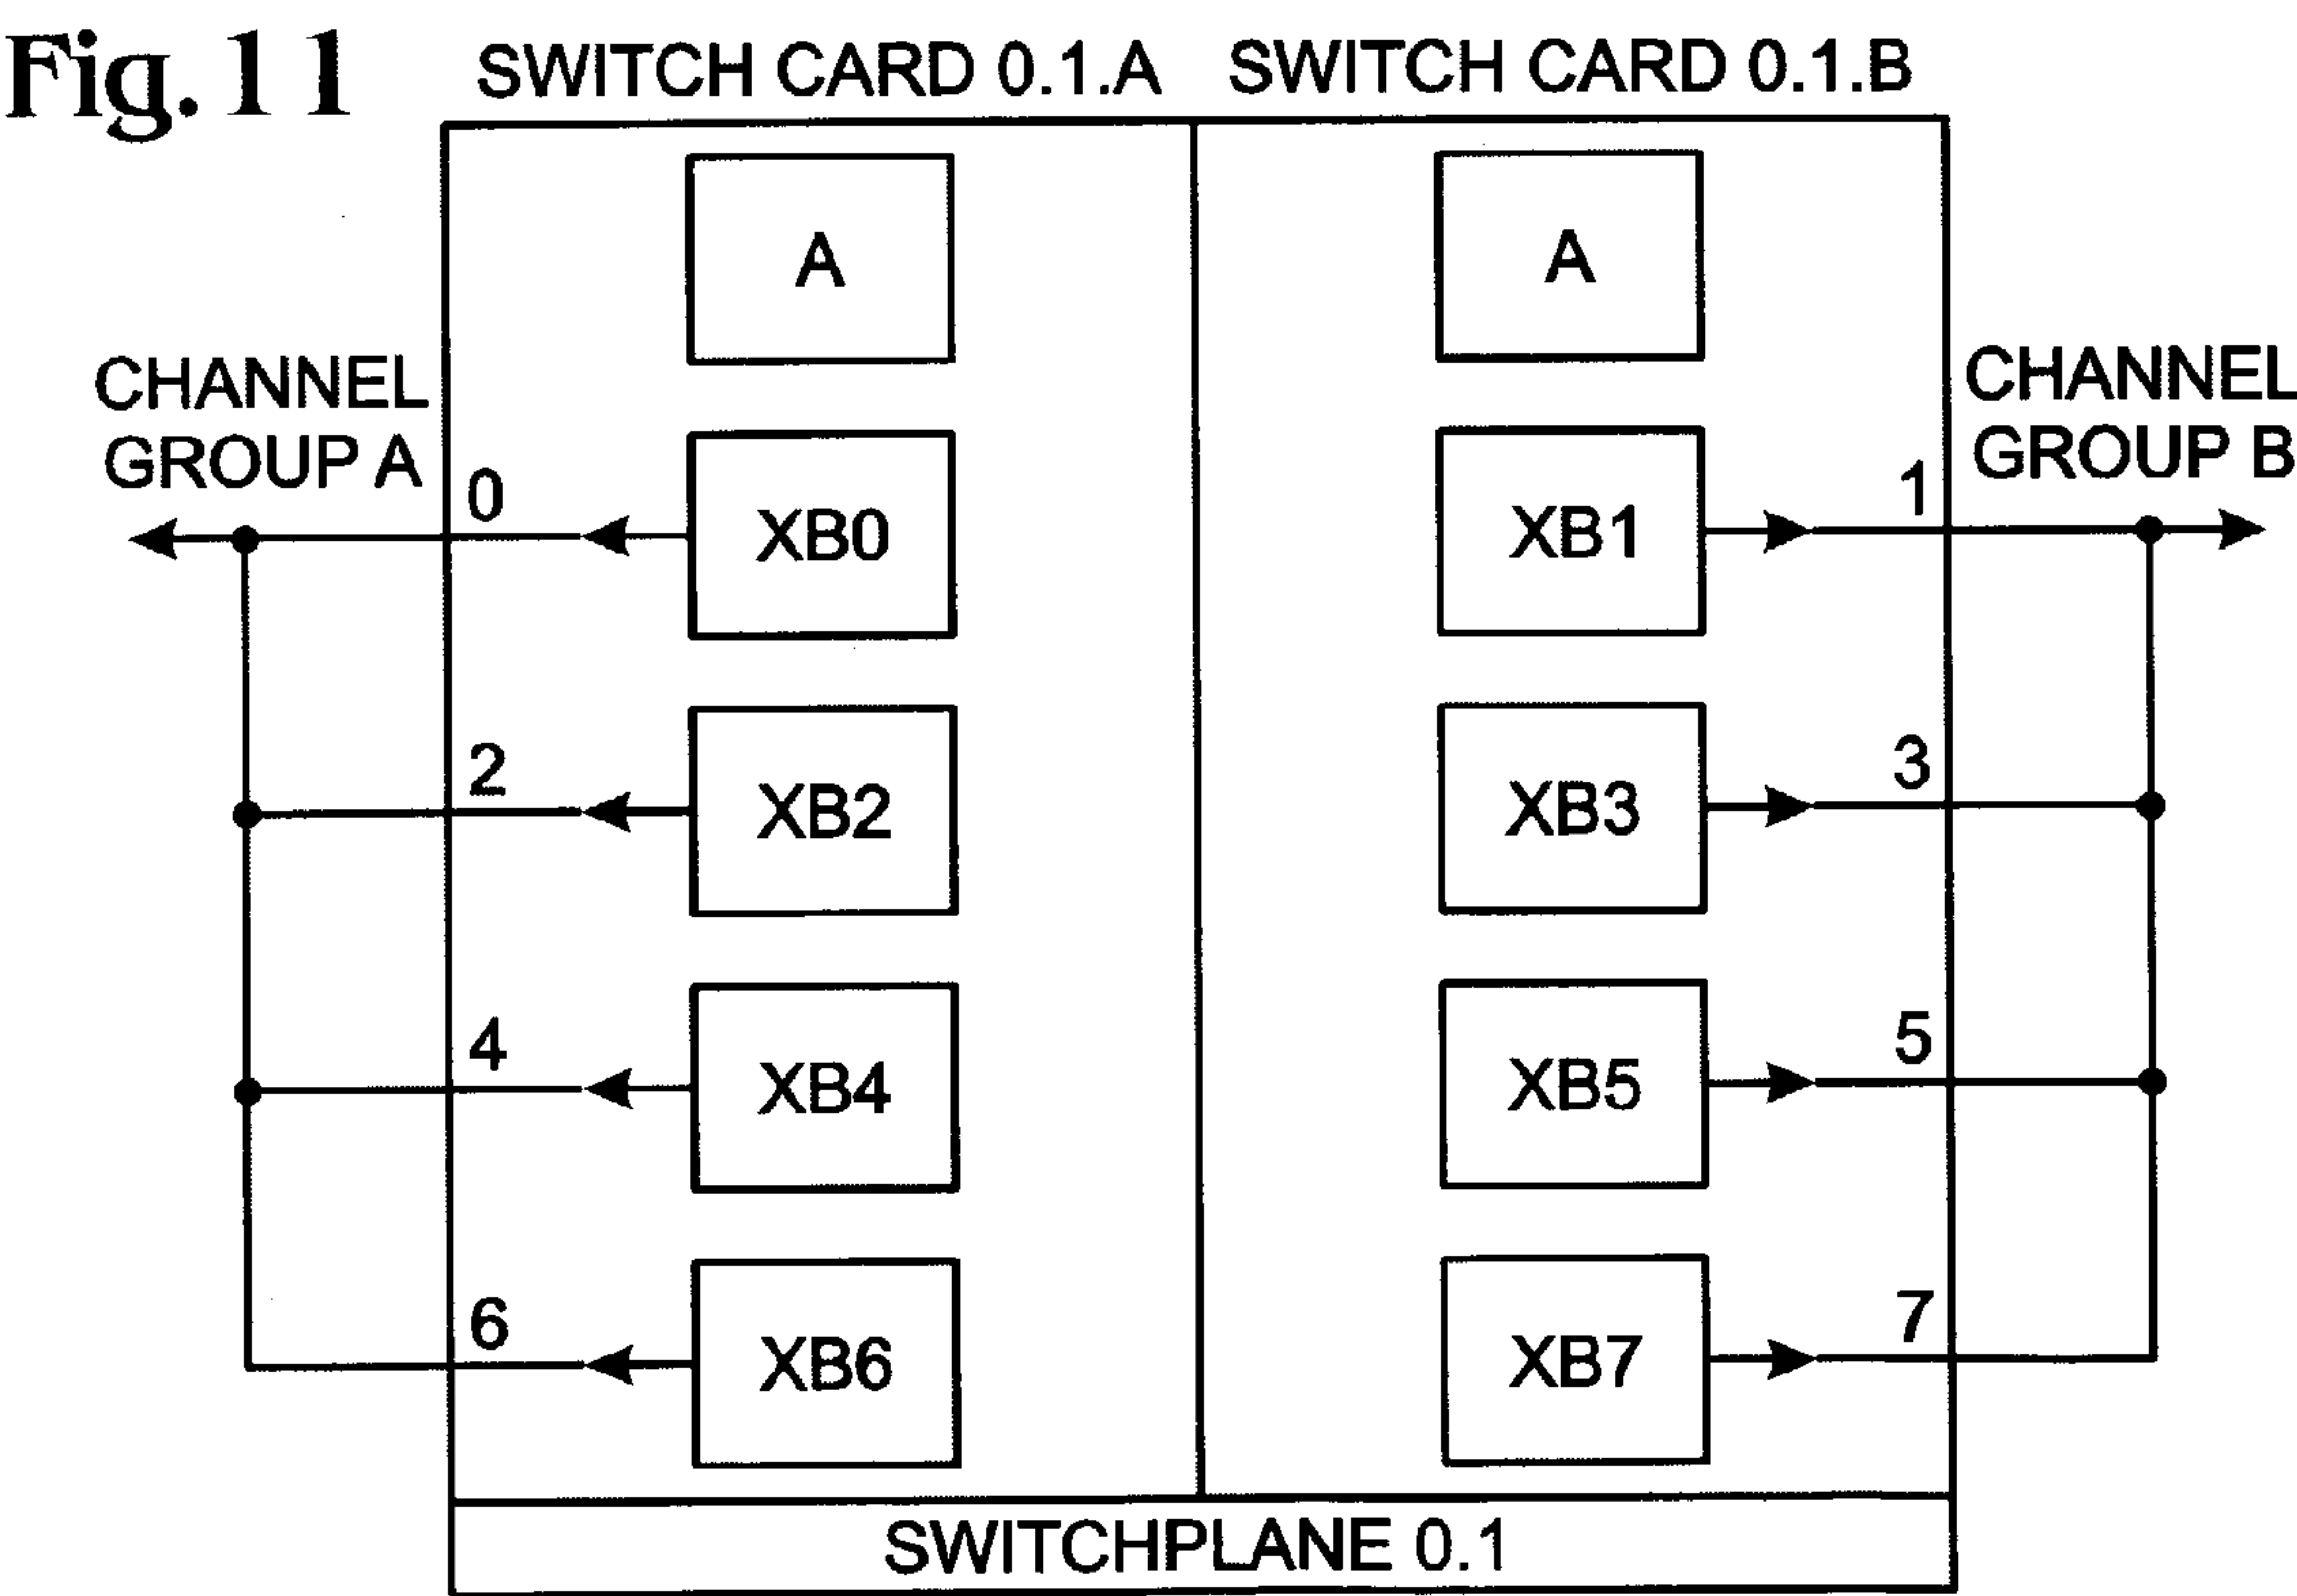 Fig. 11
SWITCH CARD 0.1.A
SWITCH CARD 0.1.B
A
A
CHANNEL
GROUP A
CHANNEL
GROUP B
0
XB0
XB1
1
2
XB2
XB3
3
4
XB4
XB5
5
6
XB6
XB7
7
SWITCHPLANE 0.1